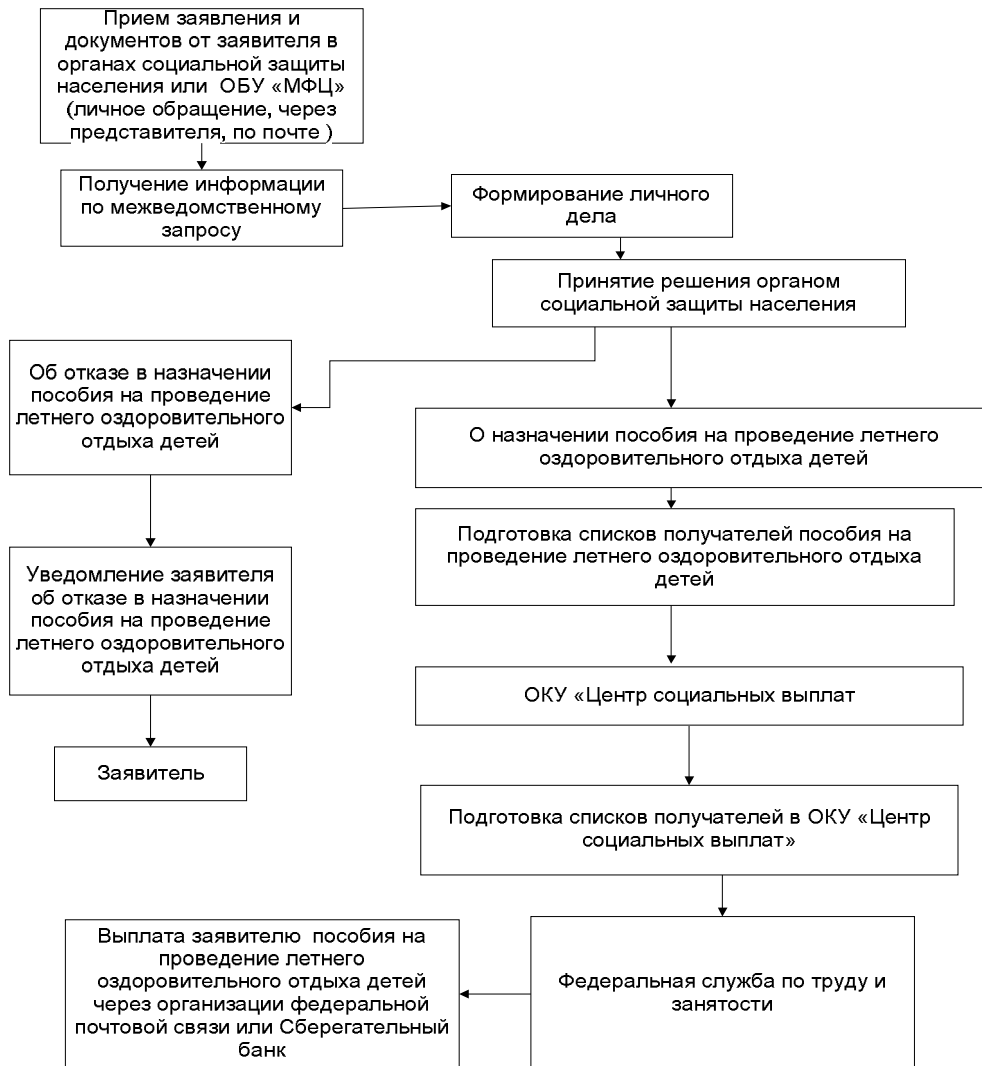 Прием заявления и
документов от заявителя в
органах социальной защиты
населения или ОБУ «МФЦ»
(личное обращение, через
представителя, по почте )
Получение информации
по межведомственному
запросу
Формирование личного
дела
Принятие решения органом
социальной защиты населения
Об отказе в назначении
пособия на проведение
летнего оздоровительного
отдыха детей
Уведомление заявителя
об отказе в назначении
пособия на проведение
летнего оздоровительного
отдыха детей
Заявитель
О назначении пособия на проведение летнего
оздоровительного отдыха детей
Подготовка списков получателей пособия на
проведение летнего оздоровительного отдыха
детей
ОКУ «Центр социальных выплат
Подготовка списков получателей в ОКУ «Центр
социальных выплат»
Федеральная служба по труду и
занятости
Выплата заявителю пособия на
проведение летнего
оздоровительного отдыха детей
через организации федеральной
почтовой связи или Сберегательный
банк